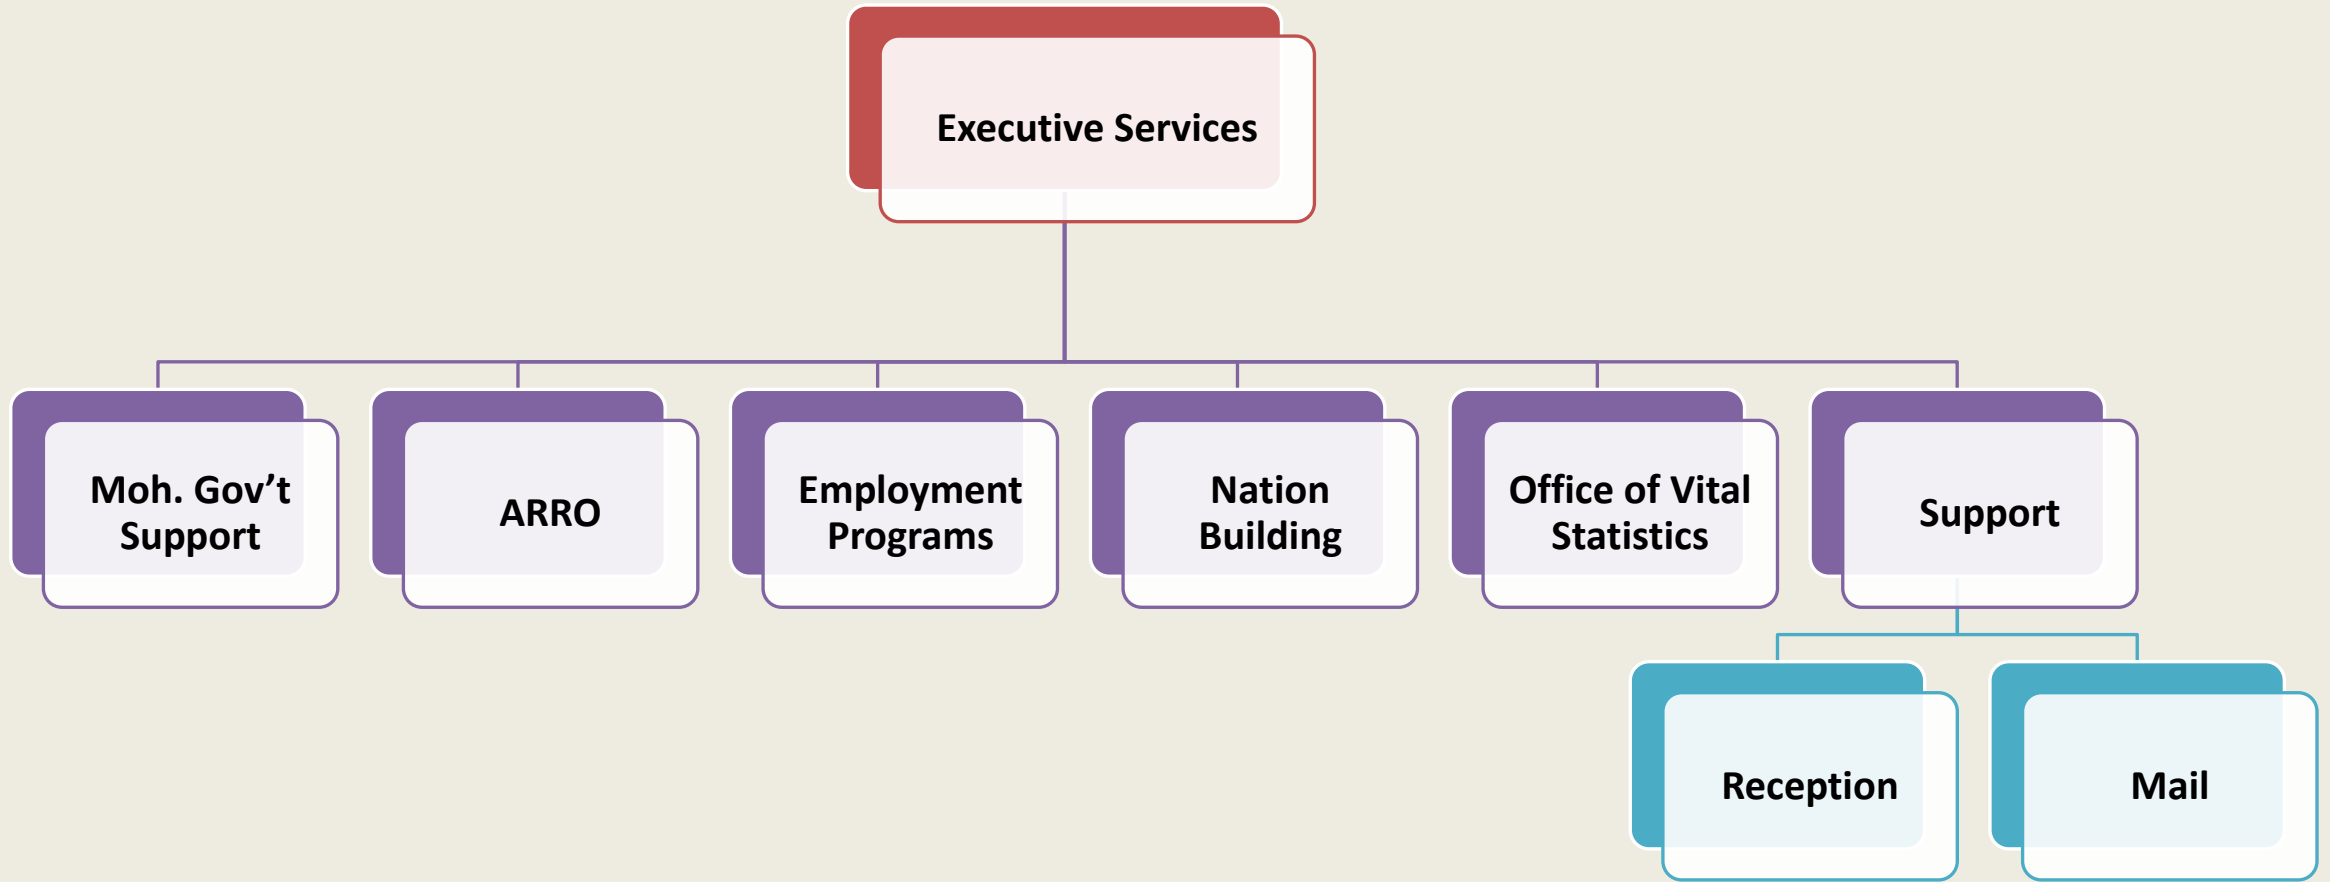 Executive Services
Moh. Gov’t
Support
ARRO
Employment
Programs
Nation
Building
Office of Vital
Statistics
Support
Reception
Mail